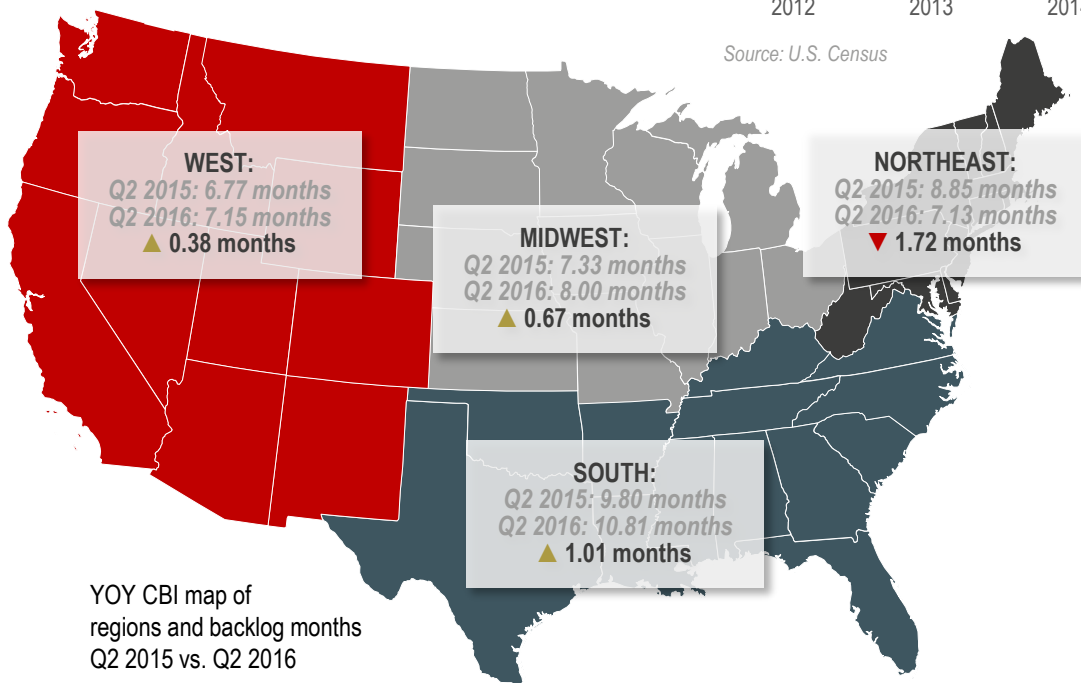 2012 2013
Source: U.S. Census
WEST:
Q2 2015: 6.77 months
Q2 2016: 7.15 months
▲ 0.38 months
NORTHEAST:
Q2 2015: 8.85 months
Q2 2016: 7.13 months
▼ 1.72 months
MIDWEST:
Q2 2015: 7.33 months
Q2 2016: 8.00 months
▲ 0.67 months
SOUTH:
Q2 2015: 9.80 months
Q2 2016: 10.81 months
▲ 1.01 months
YOY CBI map of
regions and backlog months
Q2 2015 vs. Q2 2016